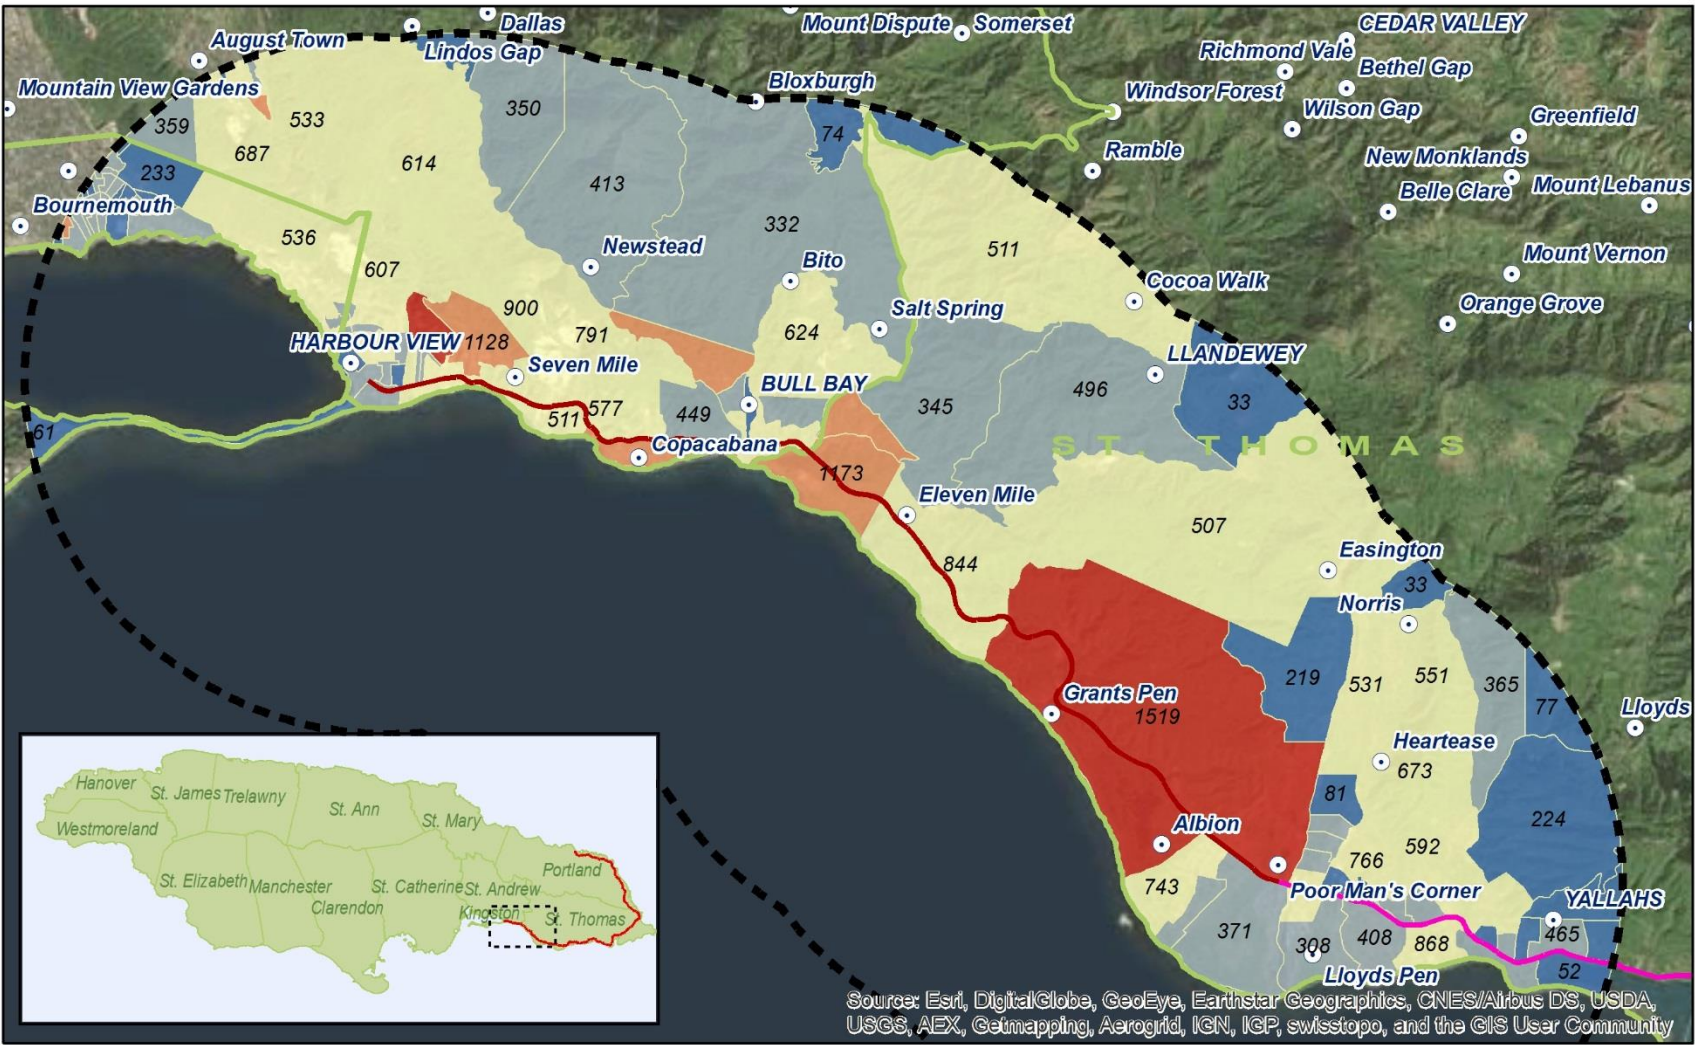 Dallas
Mount Dispute
Somerset
CEDAR VALLEY
August Town
Lindos Gap
Richmond Vale
Bethel Gap
Mountain View Gardens
Bloxburgh
Windsor Forest
Wilson Gap
Greenfield
359
533
350
74
687
614
Ramble
New Monklands
233
413
Belle Clare
Mount Lebanus
Bournemouth
332
536
Newstead
511
Mount Vernon
607
Bito
Cocoa Walk
Orange Grove
900
Salt Spring
HARBOUR VIEW
1128
791
624
LLANDEWEY
Seven Mile
BULL BAY
496
33
61
511
577
449
345
ST. THOMAS
Copacabana
1173
Eleven Mile
507
844
Easington
33
Norris
219
531
551
365
Grants Pen
1519
77
Lloyds
Heartease
673
81
Albion
224
766
592
743
Poor Man's Corner
YALLAHS
371
308
408
868
465
Lloyds Pen
52
Hanover
St. James
Trelawny
St. Ann
St. Mary
Westmoreland
Portland
St. Elizabeth
Manchester
St. Catherine
St. Andrew
Clarendon
Kingston
St. Thomas
Source: Esri, DigitalGlobe, GeoEye, Earthstar Geographics, CNES/Airbus DS, USDA,
USGS, AEX, Getmapping, Aerogrid, IGN, IGP, swisstopo, and the GIS User Community